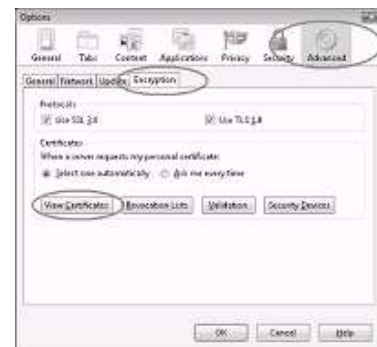 Options
General Tabs Content Applications Privacy Security Advanced
General Network Update Encryption
Protocols
Use SSL 3.0 Use TLS 1.0
Certificates
When a server requests my personal certificate:
Select one automatically Ask me every time
View Certificates Revocation Lists Validation Security Devices
OK Cancel Help